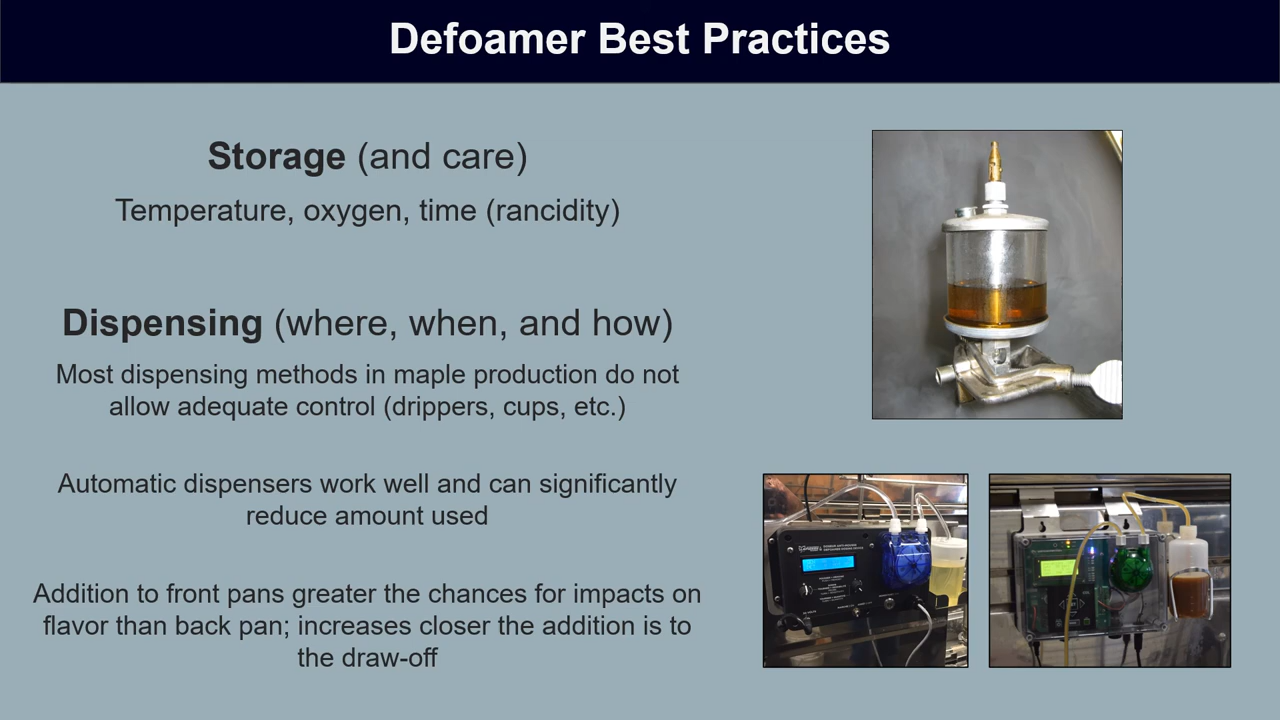 Defoamer Best Practices
Storage (and care)
Temperature, oxygen, time (rancidity)
Dispensing (where, when, and how)
Most dispensing methods in maple production do not
allow adequate control (drippers, cups, etc.)
Automatic dispensers work well and can significantly
reduce amount used
Addition to front pans greater the chances for impacts on
flavor than back pan; increases closer the addition is to
the draw-off